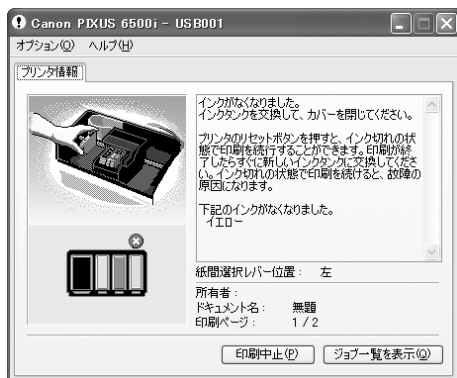 Canon PIXUS 6500i - USB001
オプション(O) ヘルプ(H)
プリンタ情報
インクがなくなりました。
インクタンクを交換して、カバーを閉じてください。
プリンタのリセットボタンを押すと、インク切れの状
態で印刷を続行することができます。印刷が終
了したらすぐに新しいインクタンクに交換してくださ
い。インク切れの状態で印刷を続けると、故障の
原因になります。
下記のインクがなくなりました。
イエロー
紙間選択レバー位置： 左
所有者：
ドキュメント名： 無題
印刷ページ： 1 / 2
印刷中止(P) ジョブ一覧を表示(Q)